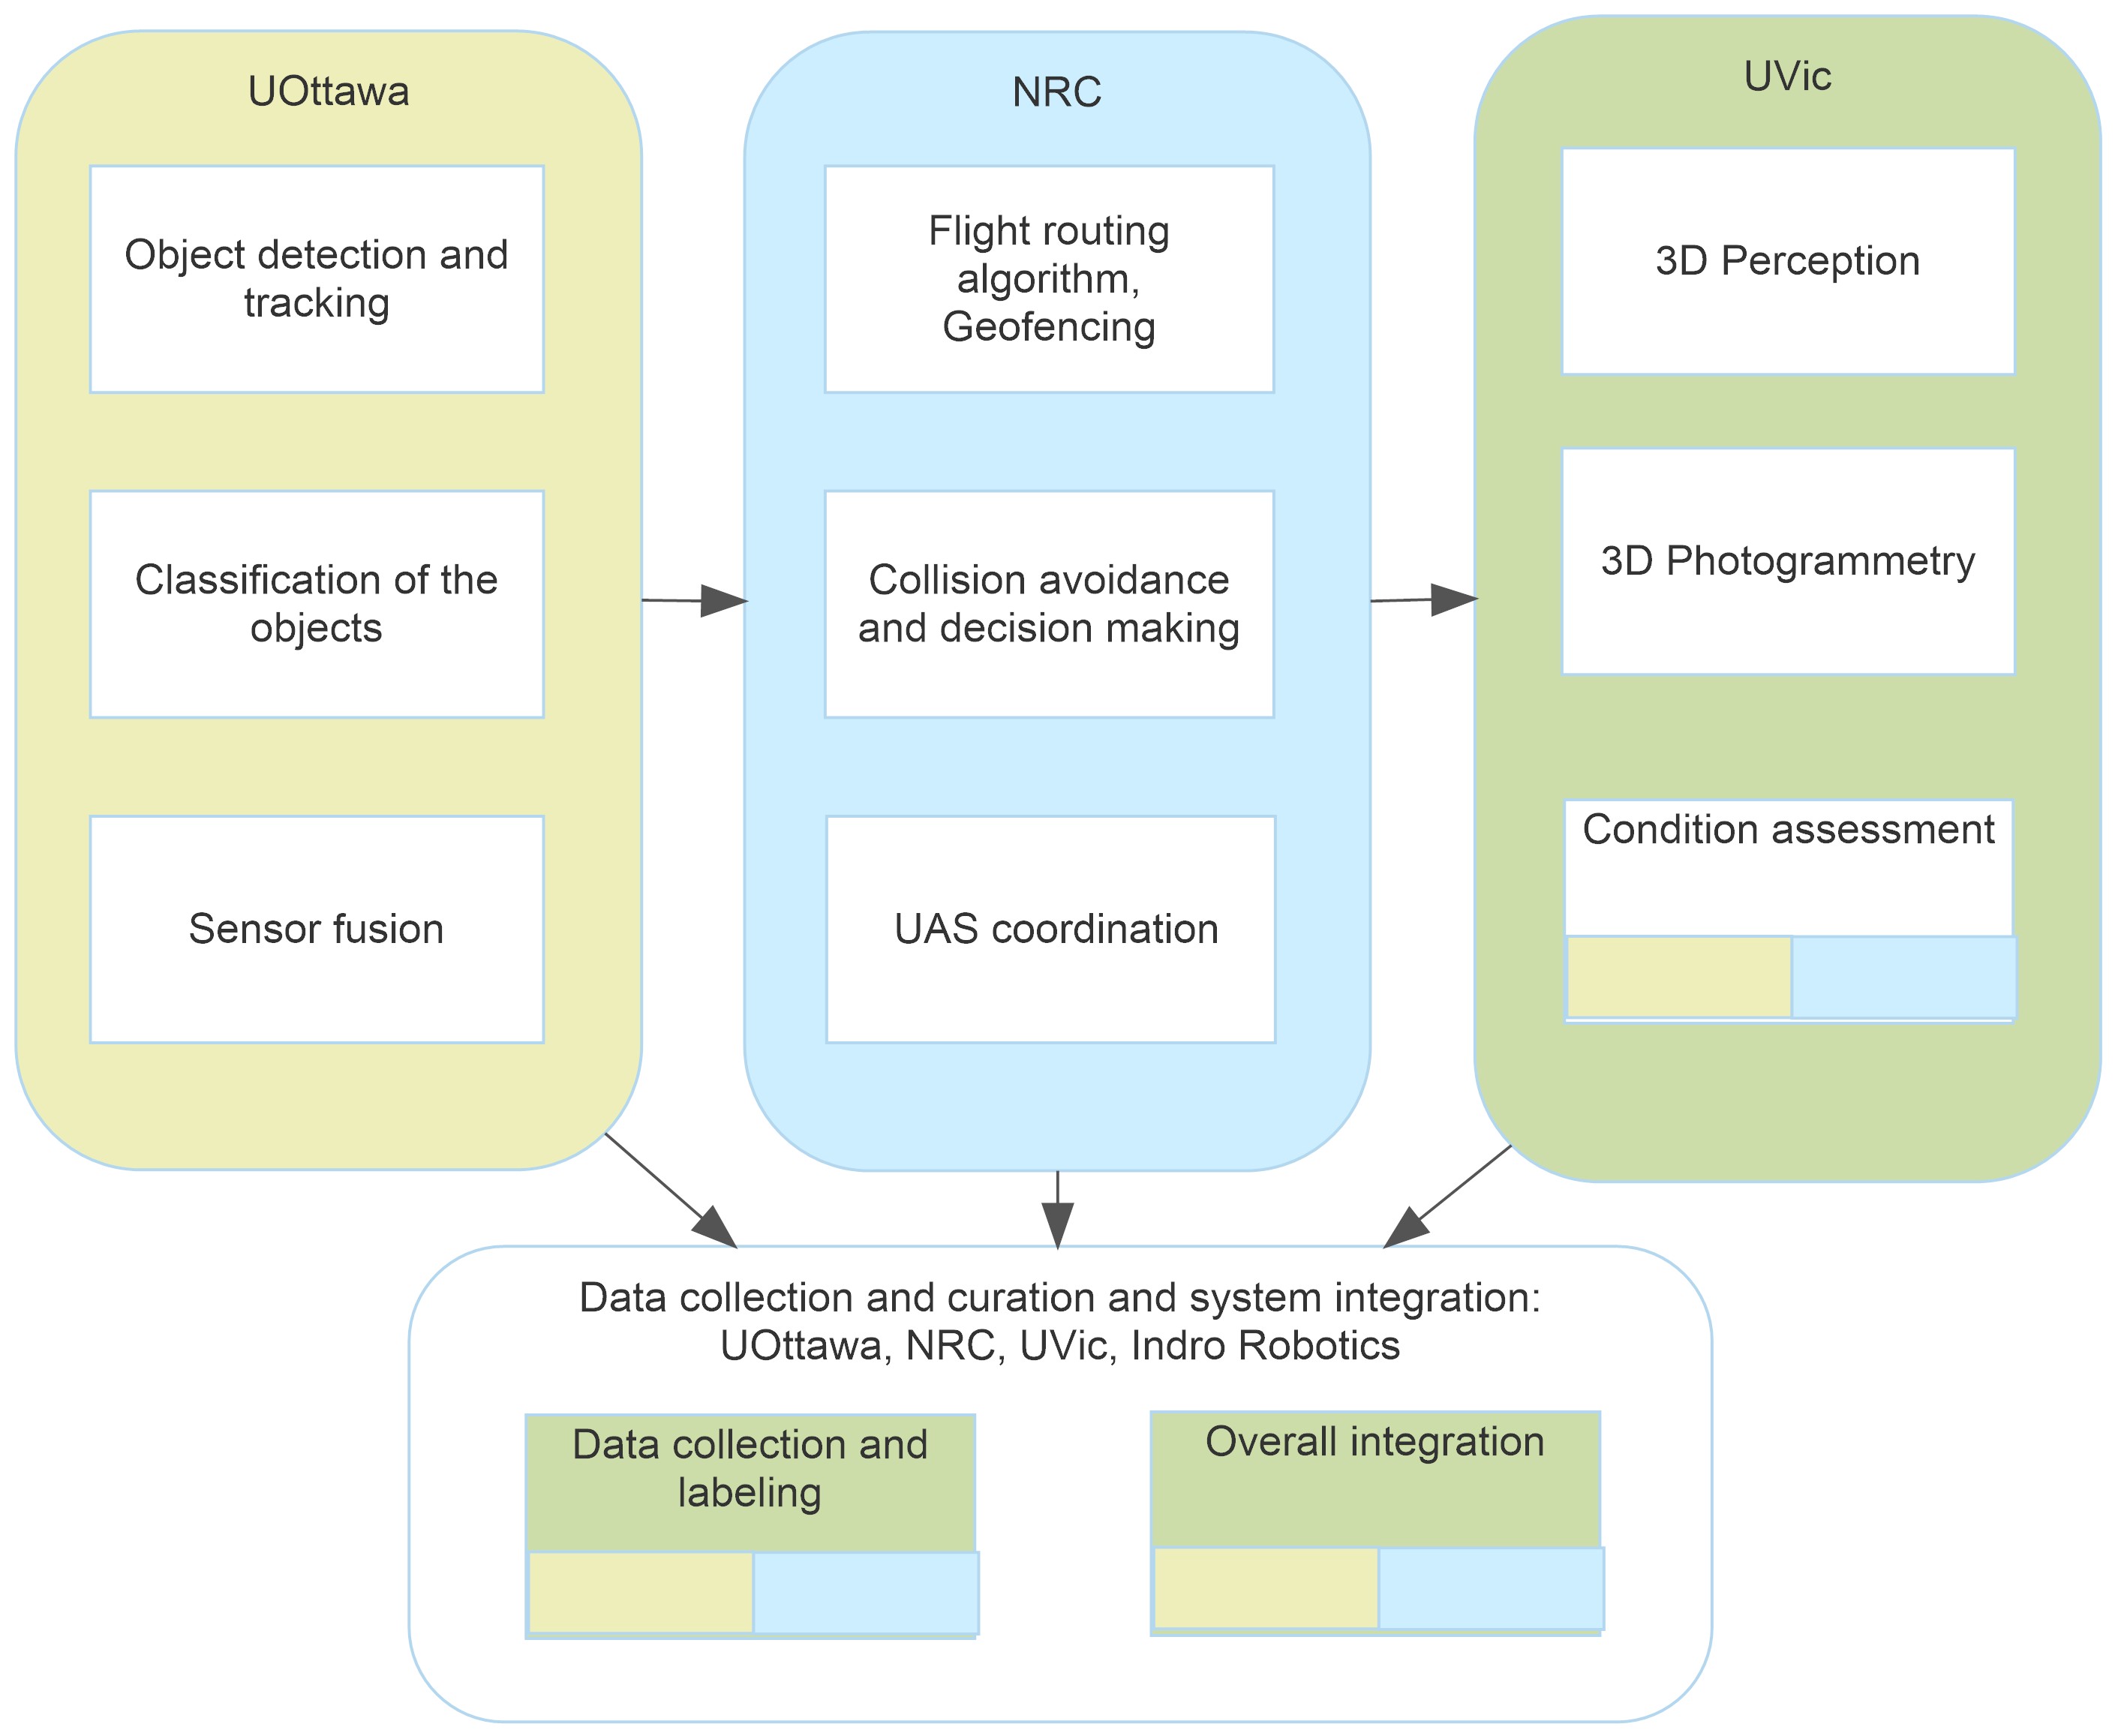 UOttawa
Object detection and
tracking
Classification of the
objects
Sensor fusion
NRC
Flight routing
algorithm,
Geofencing
Collision avoidance
and decision making
UAS coordination
UVic
3D Perception
3D Photogrammetry
Condition assessment
Data collection and curation and system integration:
UOttawa, NRC, UVic, Indro Robotics
Data collection and
labeling
Overall integration